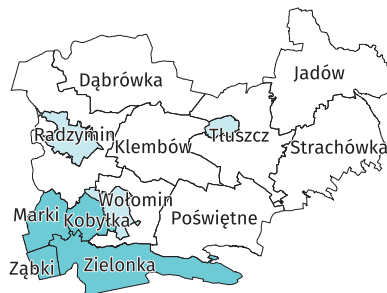 Jadów
Dąbrówka
Radzymin
Tłuszcz
Klembów
Strachówka
Wołomin
Marki
Kobyłka
Poświętne
Ząbki
Zielonka